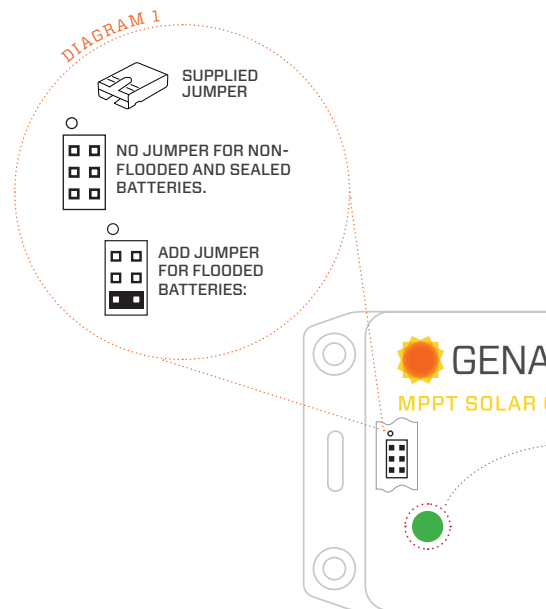 DIAGRAM 1
SUPPLIED
JUMPER
NO JUMPER FOR NON-
FLOODED AND SEALED
BATTERIES.
ADD JUMPER
FOR FLOODED
BATTERIES:
GENA
MPPT SOLAR